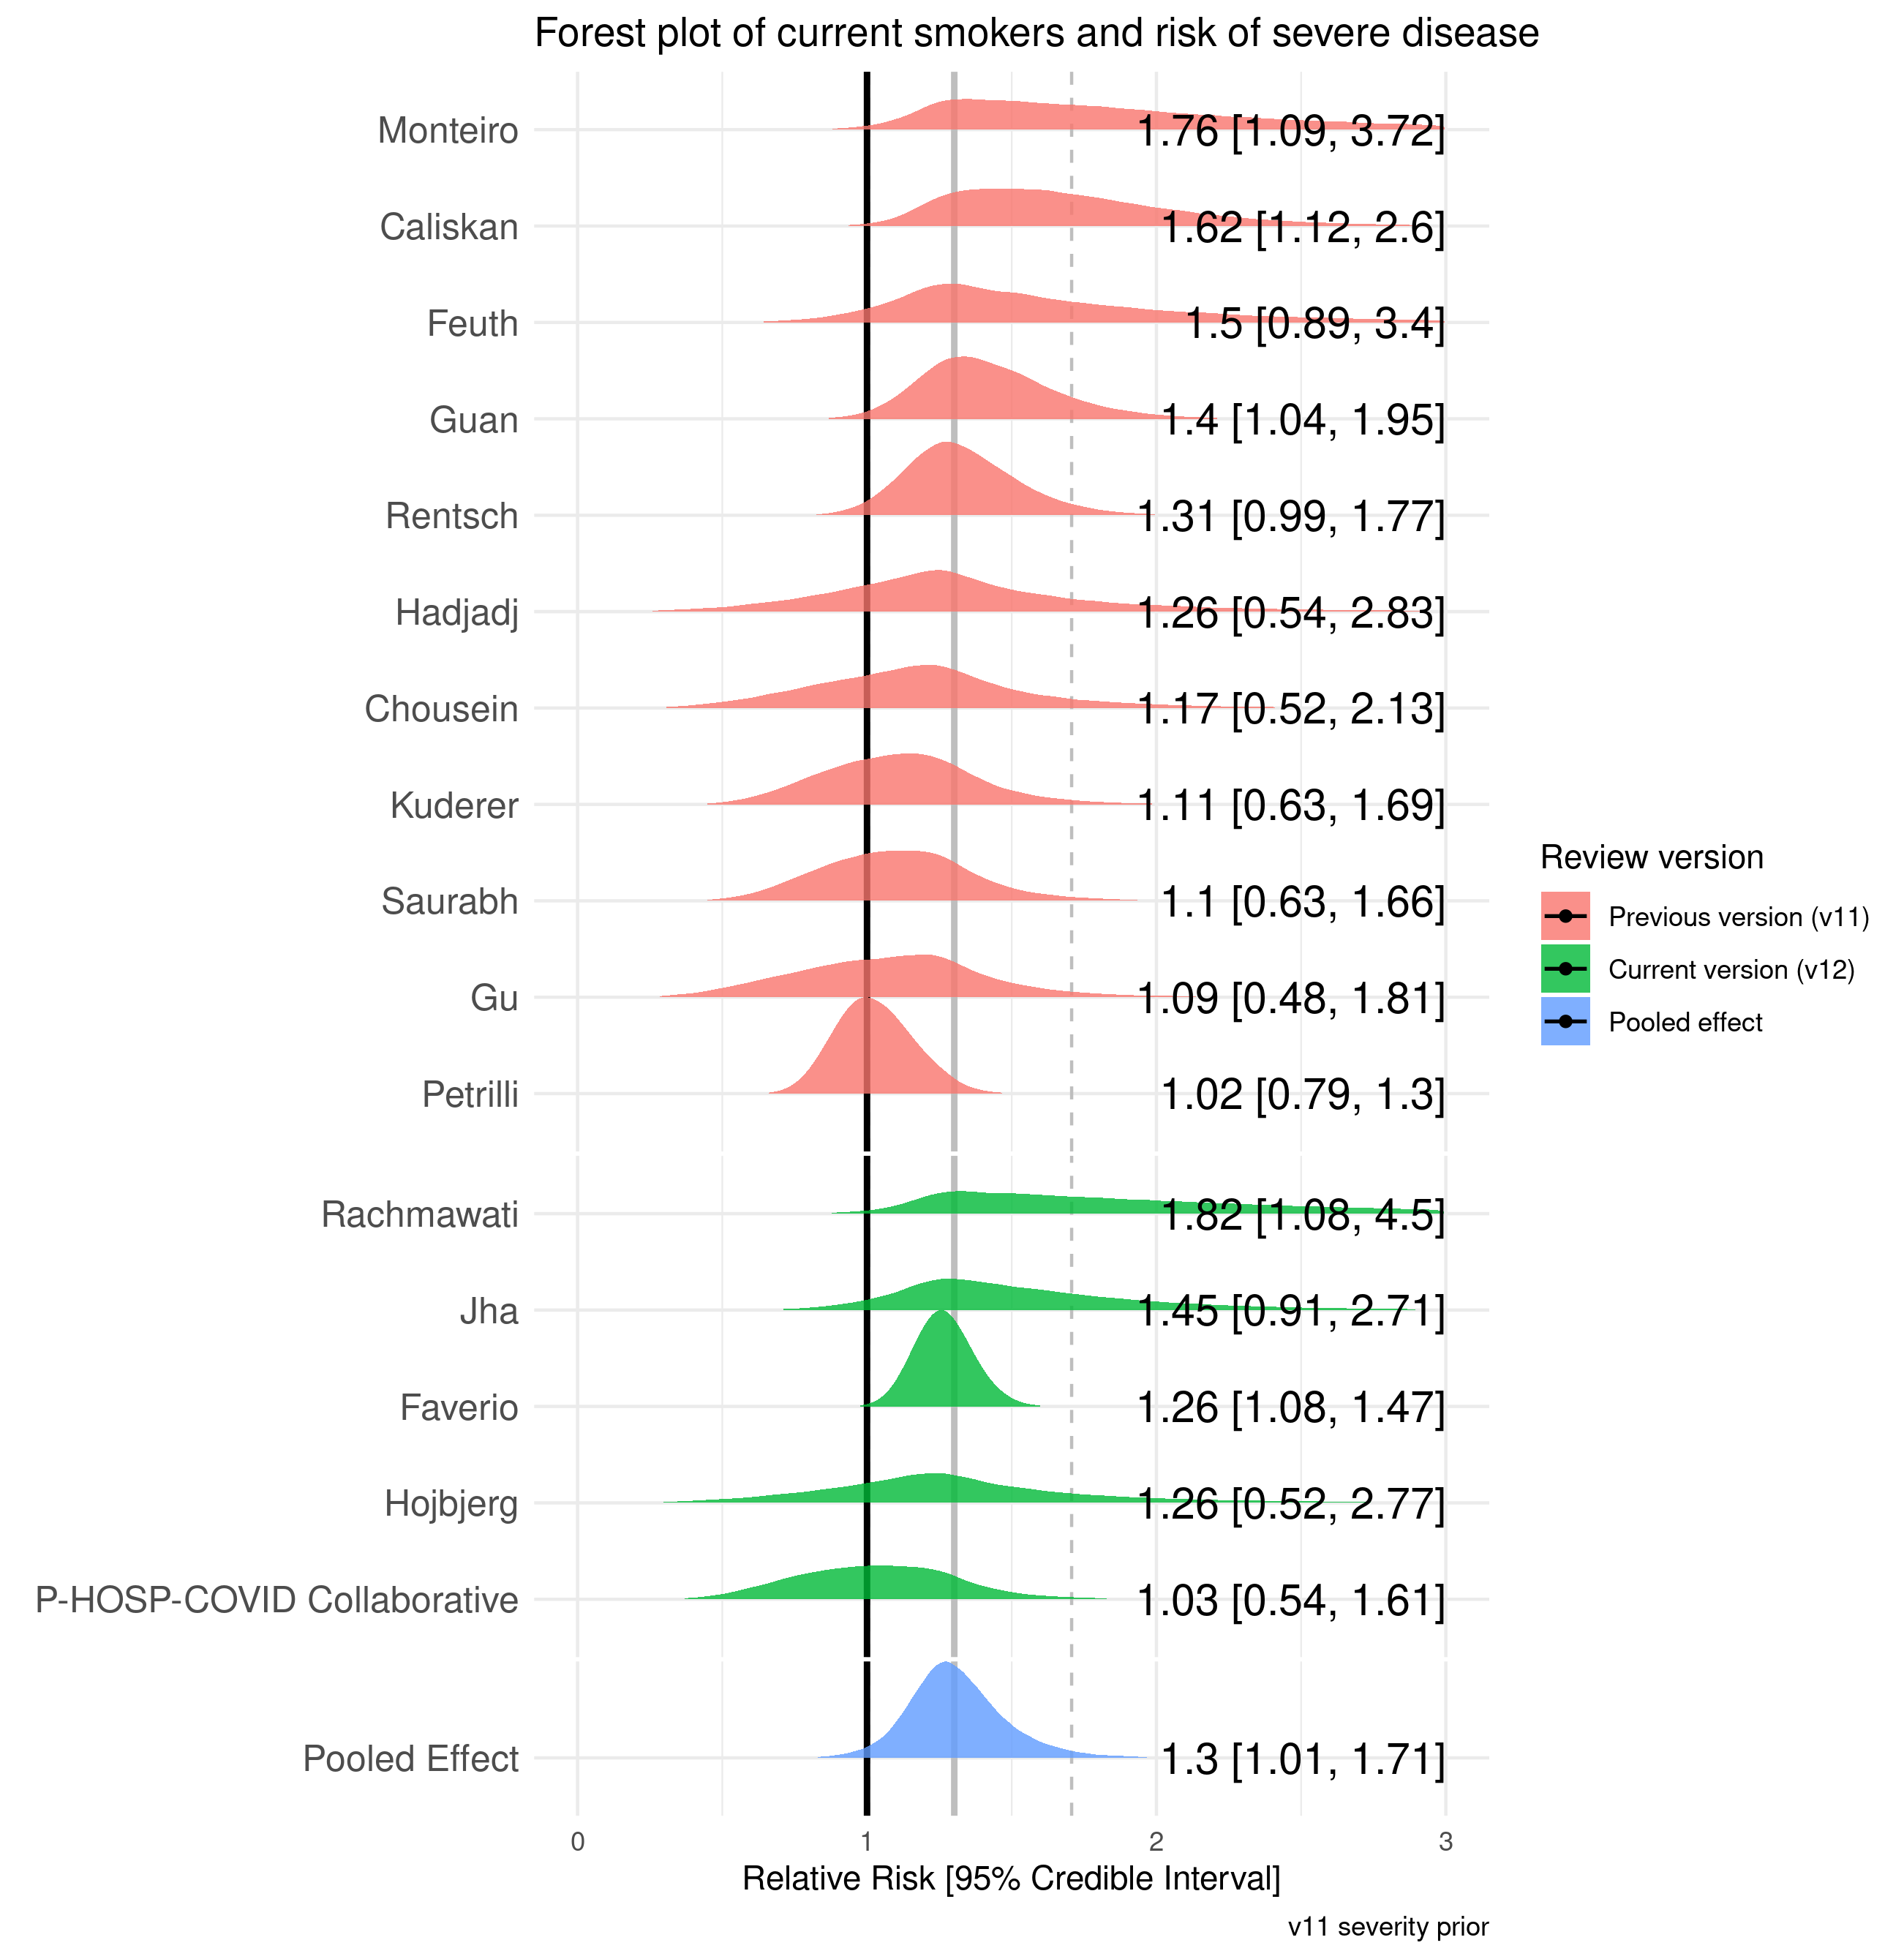 Forest plot of current smokers and risk of severe disease
Monteiro 1.76 [1.09, 3.72]
Caliskan 1.62 [1.12, 2.6]
Feuth 1.5 [0.89, 3.4]
Guan 1.4 [1.04, 1.95]
Rentsch 1.31 [0.99, 1.77]
Hadjadj 1.26 [0.54, 2.83]
Chousein 1.17 [0.52, 2.13]
Kuderer 1.11 [0.63, 1.69]
Saurabh 1.1 [0.63, 1.66]
Gu 1.09 [0.48, 1.81]
Petrilli 1.02 [0.79, 1.3]
Rachmawati 1.82 [1.08, 4.5]
Jha 1.45 [0.91, 2.71]
Faverio 1.26 [1.08, 1.47]
Hojbjerg 1.26 [0.52, 2.77]
P-HOSP-COVID Collaborative 1.03 [0.54, 1.61]
Pooled Effect 1.3 [1.01, 1.71]
0 1 2 3
Relative Risk [95% Credible Interval]
v11 severity prior
Review version
Previous version (v11)
Current version (v12)
Pooled effect